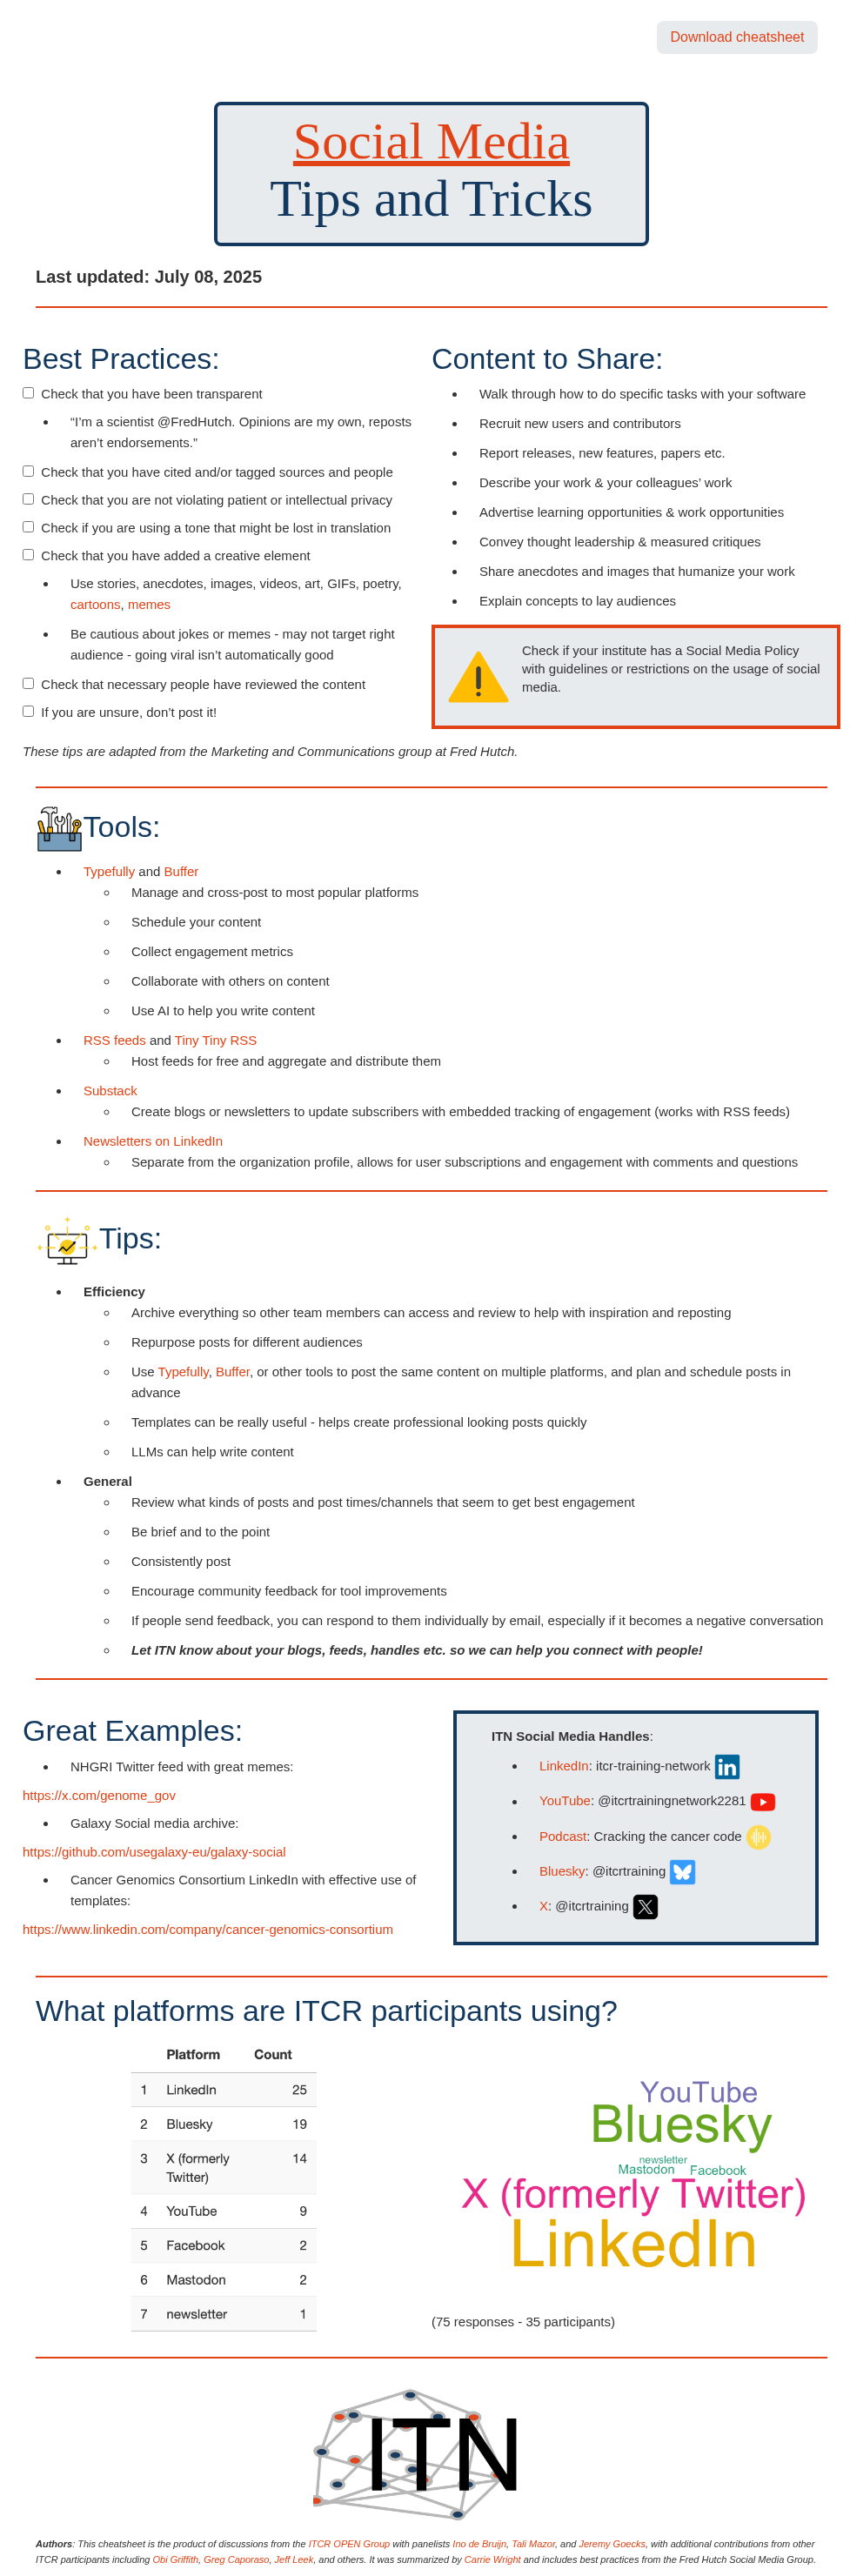 Download cheatsheet
Social Media
Tips and Tricks
Last updated: July 08, 2025
Best Practices:
Check that you have been transparent
“I’m a scientist @FredHutch. Opinions are my own, reposts
aren’t endorsements.”
Check that you have cited and/or tagged sources and people
Check that you are not violating patient or intellectual privacy
Check if you are using a tone that might be lost in translation
Check that you have added a creative element
Use stories, anecdotes, images, videos, art, GIFs, poetry,
cartoons, memes
Be cautious about jokes or memes - may not target right
audience - going viral isn’t automatically good
Check that necessary people have reviewed the content
If you are unsure, don’t post it!
Content to Share:
Walk through how to do specific tasks with your software
Recruit new users and contributors
Report releases, new features, papers etc.
Describe your work & your colleagues’ work
Advertise learning opportunities & work opportunities
Convey thought leadership & measured critiques
Share anecdotes and images that humanize your work
Explain concepts to lay audiences
Check if your institute has a Social Media Policy
with guidelines or restrictions on the usage of social
media.
These tips are adapted from the Marketing and Communications group at Fred Hutch.
Tools:
Typefully and Buffer
Manage and cross-post to most popular platforms
Schedule your content
Collect engagement metrics
Collaborate with others on content
Use AI to help you write content
RSS feeds and Tiny Tiny RSS
Host feeds for free and aggregate and distribute them
Substack
Create blogs or newsletters to update subscribers with embedded tracking of engagement (works with RSS feeds)
Newsletters on LinkedIn
Separate from the organization profile, allows for user subscriptions and engagement with comments and questions
Tips:
Efficiency
Archive everything so other team members can access and review to help with inspiration and reposting
Repurpose posts for different audiences
Use Typefully, Buffer, or other tools to post the same content on multiple platforms, and plan and schedule posts in
advance
Templates can be really useful - helps create professional looking posts quickly
LLMs can help write content
General
Review what kinds of posts and post times/channels that seem to get best engagement
Be brief and to the point
Consistently post
Encourage community feedback for tool improvements
If people send feedback, you can respond to them individually by email, especially if it becomes a negative conversation
Let ITN know about your blogs, feeds, handles etc. so we can help you connect with people!
Great Examples:
NHGRI Twitter feed with great memes:
https://x.com/genome_gov
Galaxy Social media archive:
https://github.com/usegalaxy-eu/galaxy-social
Cancer Genomics Consortium LinkedIn with effective use of
templates:
https://www.linkedin.com/company/cancer-genomics-consortium
ITN Social Media Handles:
LinkedIn: itcr-training-network in
YouTube: @itcrtrainingnetwork2281
Podcast: Cracking the cancer code
Bluesky: @itcrtraining
X: @itcrtraining X
What platforms are ITCR participants using?
Platform Count
1 LinkedIn 25
2 Bluesky 19
3 X (formerly 14
Twitter)
4 YouTube 9
5 Facebook 2
6 Mastodon 2
7 newsletter 1
YouTube
Bluesky
newsletter
Mastodon Facebook
X (formerly Twitter)
LinkedIn
(75 responses - 35 participants)
ITN
Authors: This cheatsheet is the product of discussions from the ITCR OPEN Group with panelists Ino de Bruijn, Tali Mazor, and Jeremy Goecks, with additional contributions from other
ITCR participants including Obi Griffith, Greg Caporaso, Jeff Leek, and others. It was summarized by Carrie Wright and includes best practices from the Fred Hutch Social Media Group.